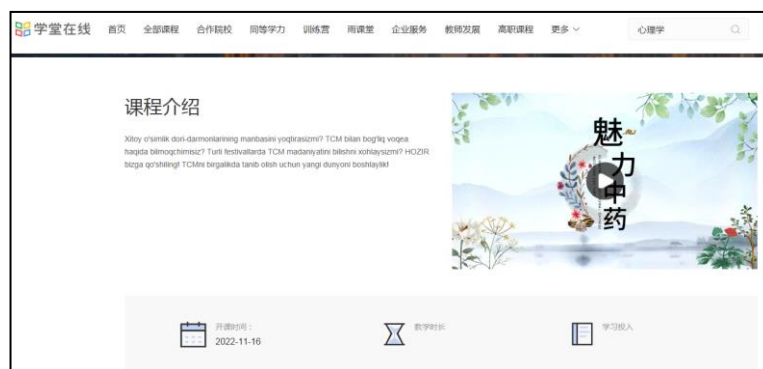 学堂在线 首页 全部课程 合作院校 同等学力 训练营 雨课堂 企业服务 教师发展 高职课程 更多 心理学
课程介绍
Xitoy o'simlik dori-darmonlarining manbasini yoqtirasizmi? TCM bilan bog'liq voqea
haqida bilmoqchimisiz? Turli festivallarda TCM madaniyatini bilishni xohlaysizmi? HOZIR
bizga qo'shiling! TCMni birgalikda tanib olish uchun yangi dunyoni boshlaylik!
魅力中药
开课时间：
2022-11-16
教学时长
学习投入